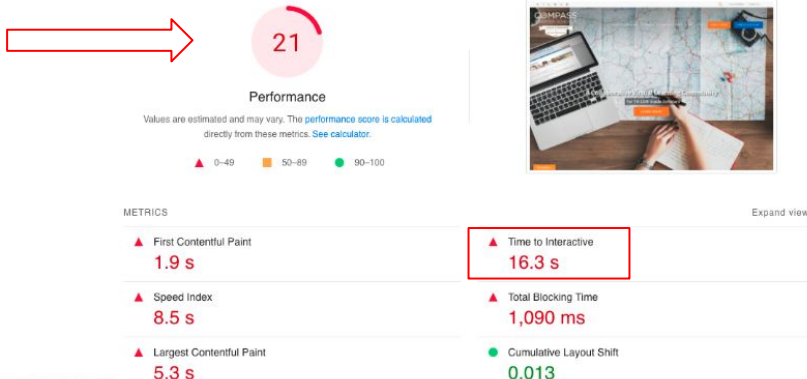 21
COMPASS
Performance
Values are estimated and may vary. The performance score is calculated
directly from these metrics. See calculator.
0–49
50–89
90–100
METRICS
Expand view
First Contentful Paint
1.9 s
Time to Interactive
16.3 s
Speed Index
8.5 s
Total Blocking Time
1,090 ms
Largest Contentful Paint
5.3 s
Cumulative Layout Shift
0.013